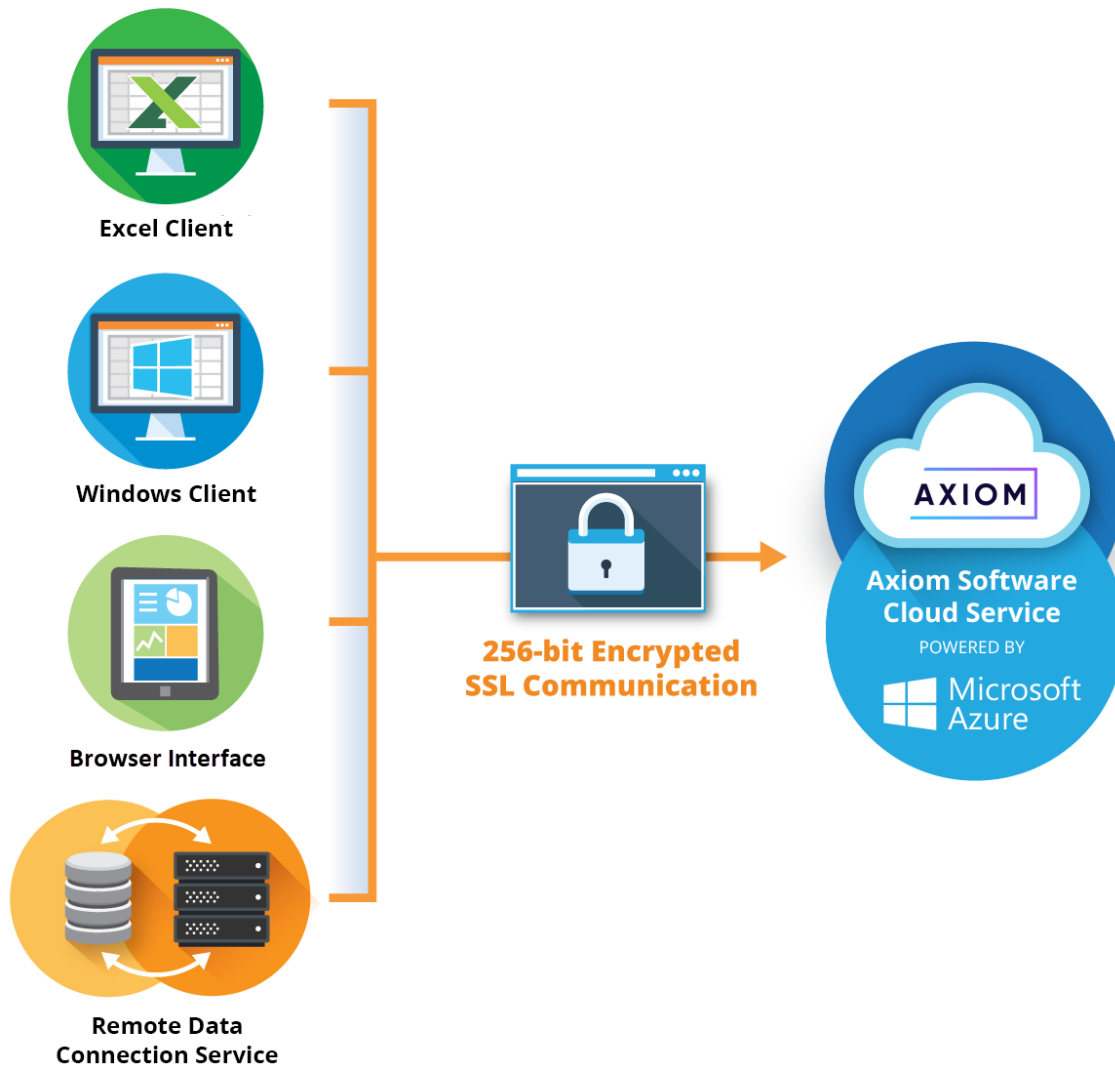 Excel Client
Windows Client
Browser Interface
Remote Data
Connection Service
256-bit Encrypted
SSL Communication
AXIOM
Axiom Software
Cloud Service
POWERED BY
Microsoft
Azure